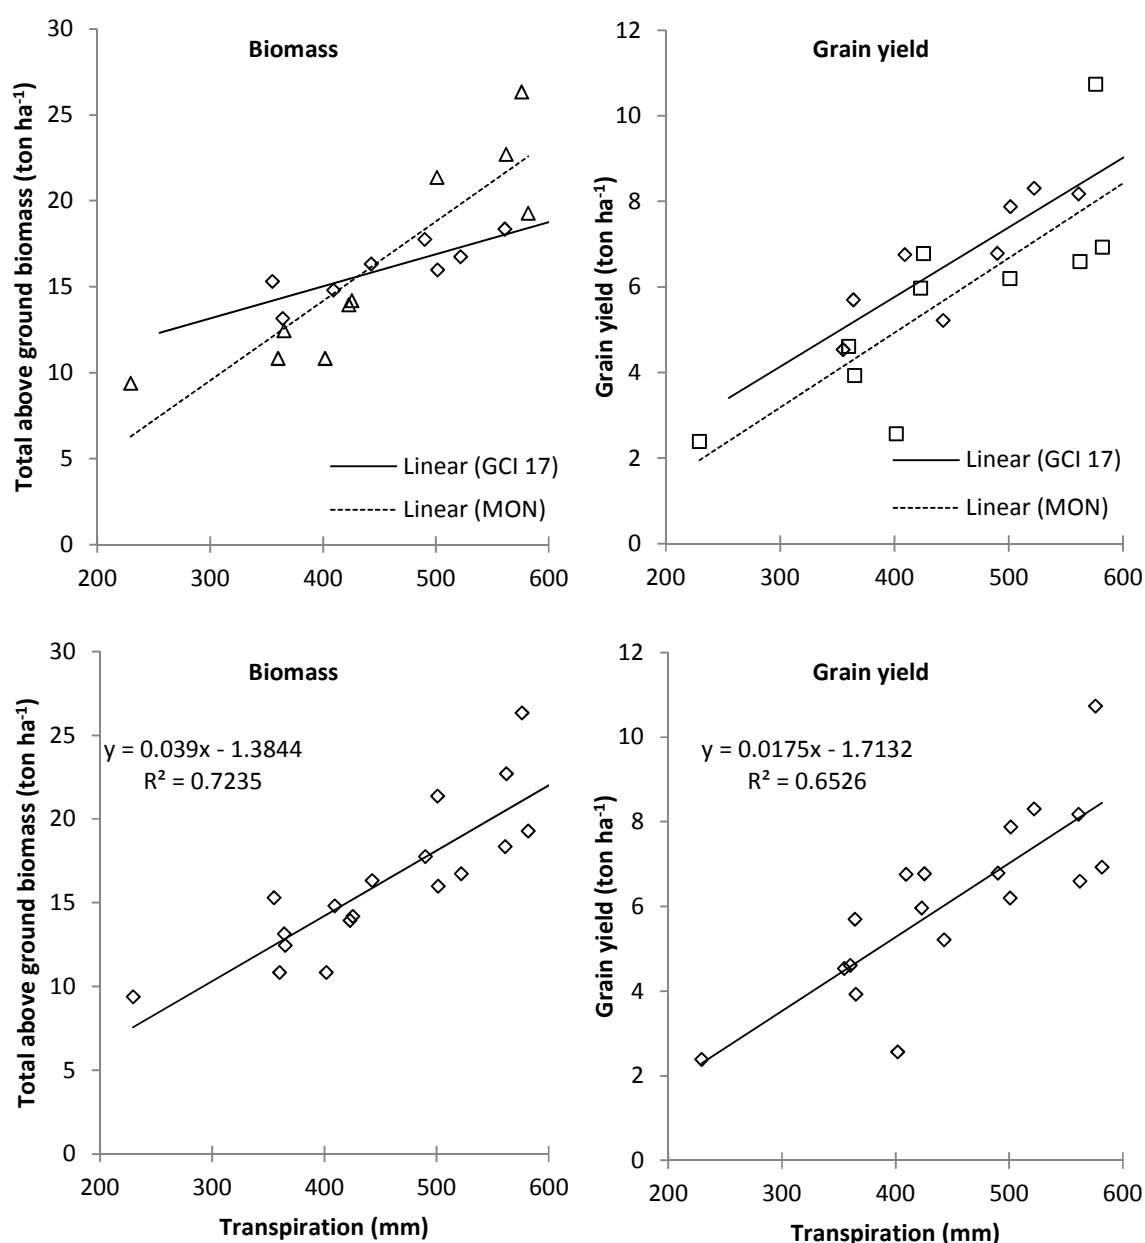 Biomass
Total above ground biomass (ton ha⁻¹)
30
25
20
15
10
5
0
200 300 400 500 600
Linear (GCI 17)
Linear (MON)
Grain yield
Grain yield (ton ha⁻¹)
12
10
8
6
4
2
0
200 300 400 500 600
Linear (GCI 17)
Linear (MON)
Biomass
Total above ground biomass (ton ha⁻¹)
30
25
20
15
10
5
0
y = 0.039x - 1.3844
R² = 0.7235
200 300 400 500 600
Transpiration (mm)
Grain yield
Grain yield (ton ha⁻¹)
12
10
8
6
4
2
0
y = 0.0175x - 1.7132
R² = 0.6526
200 300 400 500 600
Transpiration (mm)